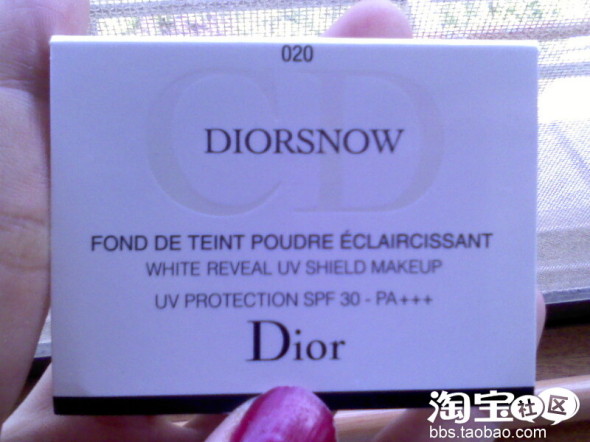 020
CD
DIORSNOW
FOND DE TEINT POUDRE ÉCLAIRCISSANT
WHITE REVEAL UV SHIELD MAKEUP
UV PROTECTION SPF 30 - PA+++
Dior
淘宝社区
bbs.taobao.com